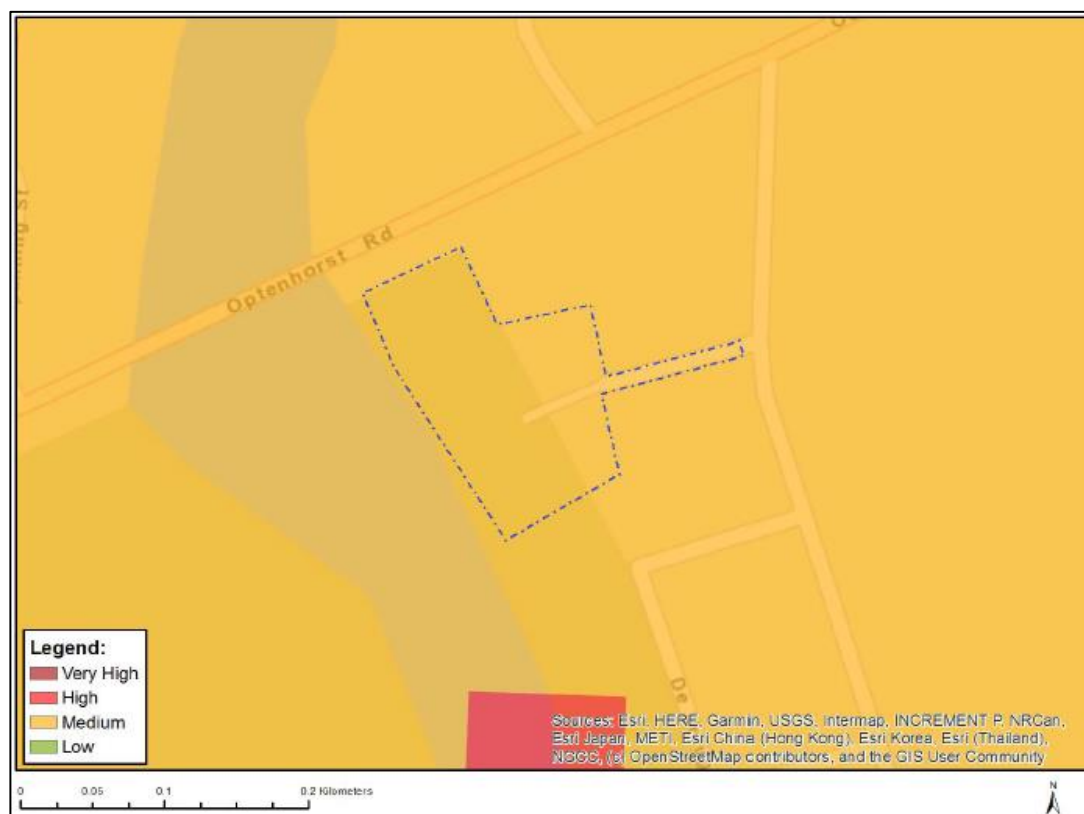 Optenhorst Rd
De
Legend:
Very High
High
Medium
Low
Sources: Esri, HERE, Garmin, USGS, Intermap, INCREMENT P, NRCan,
Esri Japan, METI, Esri China (Hong Kong), Esri Korea, Esri (Thailand),
NGCC, (c) OpenStreetMap contributors, and the GIS User Community
0 0.05 0.1 0.2 Kilometers
N